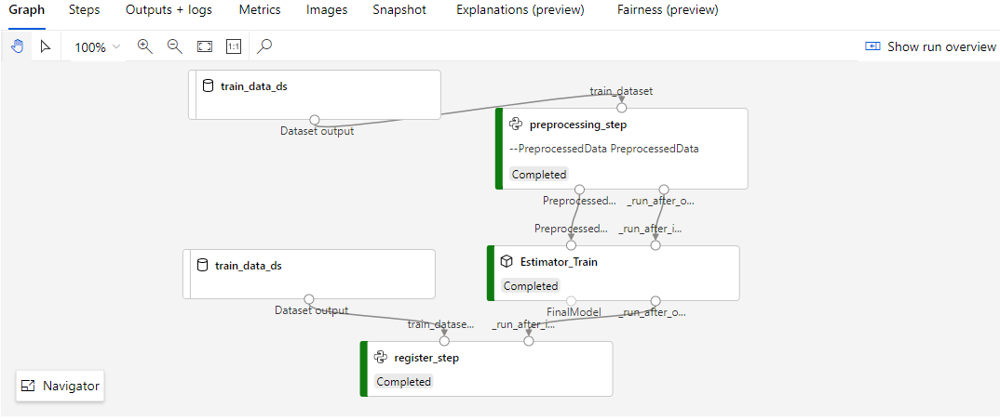 Graph Steps Outputs + logs Metrics Images Snapshot Explanations (preview) Fairness (preview)
100% 1:1 Show run overview
train_data_ds
Dataset output
train_dataset
preprocessing_step
--PreprocessedData PreprocessedData
Completed
Preprocessed... _run_after_o...
Preprocessed... _run_after_i...
train_data_ds
Dataset output
Estimator_Train
Completed
FinalModel _run_after_o...
train_datase... _run_after_i...
register_step
Completed
Navigator